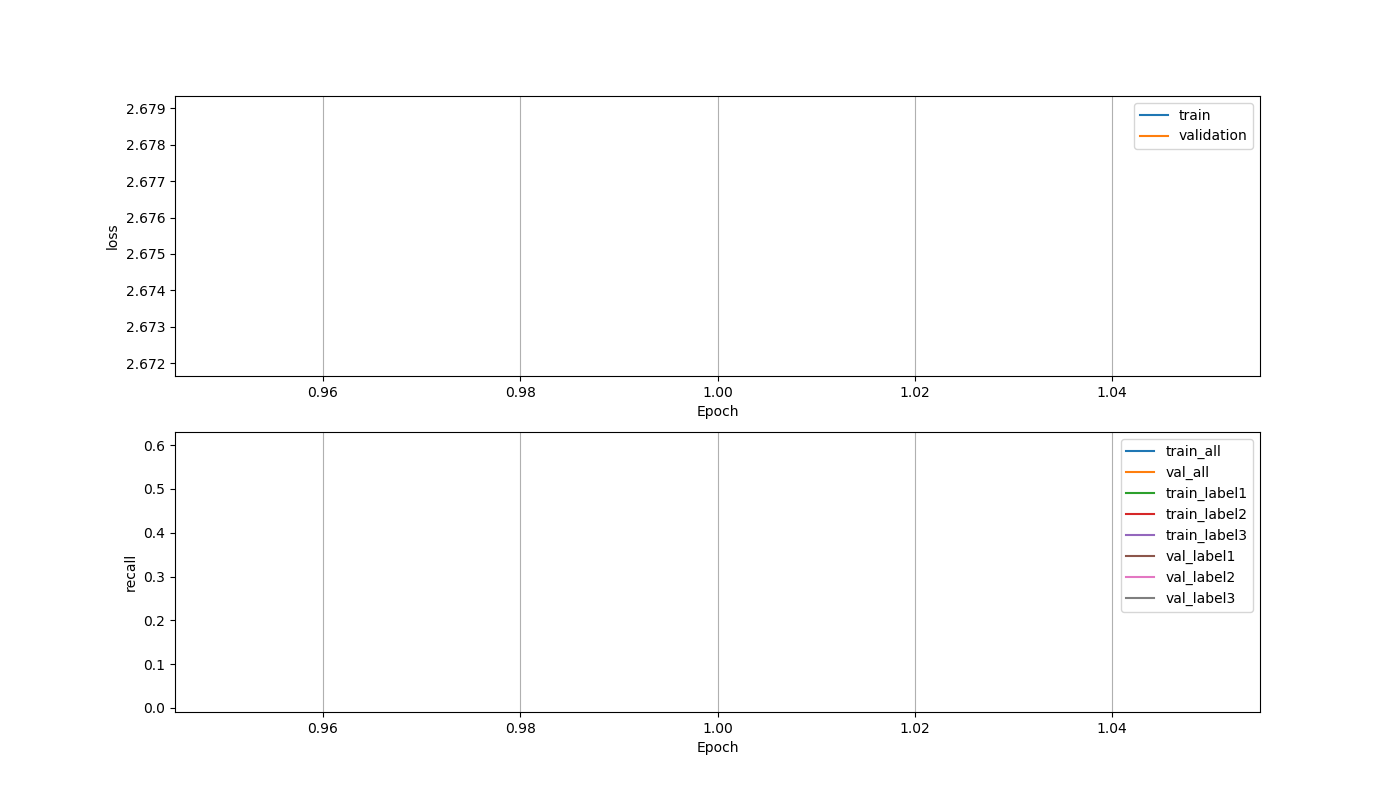 2.679
2.678
2.677
2.676
2.675
2.674
2.673
2.672
loss
train
validation
0.96 0.98 1.00 1.02 1.04
Epoch
0.6
0.5
0.4
0.3
0.2
0.1
0.0
recall
train_all
val_all
train_label1
train_label2
train_label3
val_label1
val_label2
val_label3
0.96 0.98 1.00 1.02 1.04
Epoch